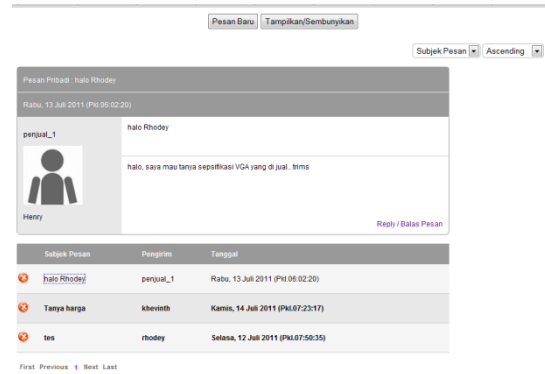 Pesan Baru Tampilkan/Sembunyikan
Subjek Pesan Ascending
Pesan Pribadi : halo Rhodey
Rabu, 13 Juli 2011 (Pkl.06:02:20)
penjual_1
halo Rhodey
halo, saya mau tanya sepsifikasi VGA yang di jual.. trims
Henry
Reply / Balas Pesan
Subjek Pesan Pengirim Tanggal
halo Rhodey penjual_1 Rabu, 13 Juli 2011 (Pkl.06:02:20)
Tanya harga khevinth Kamis, 14 Juli 2011 (Pkl.07:23:17)
tes rhodey Selasa, 12 Juli 2011 (Pkl.07:50:35)
First Previous 1 Next Last